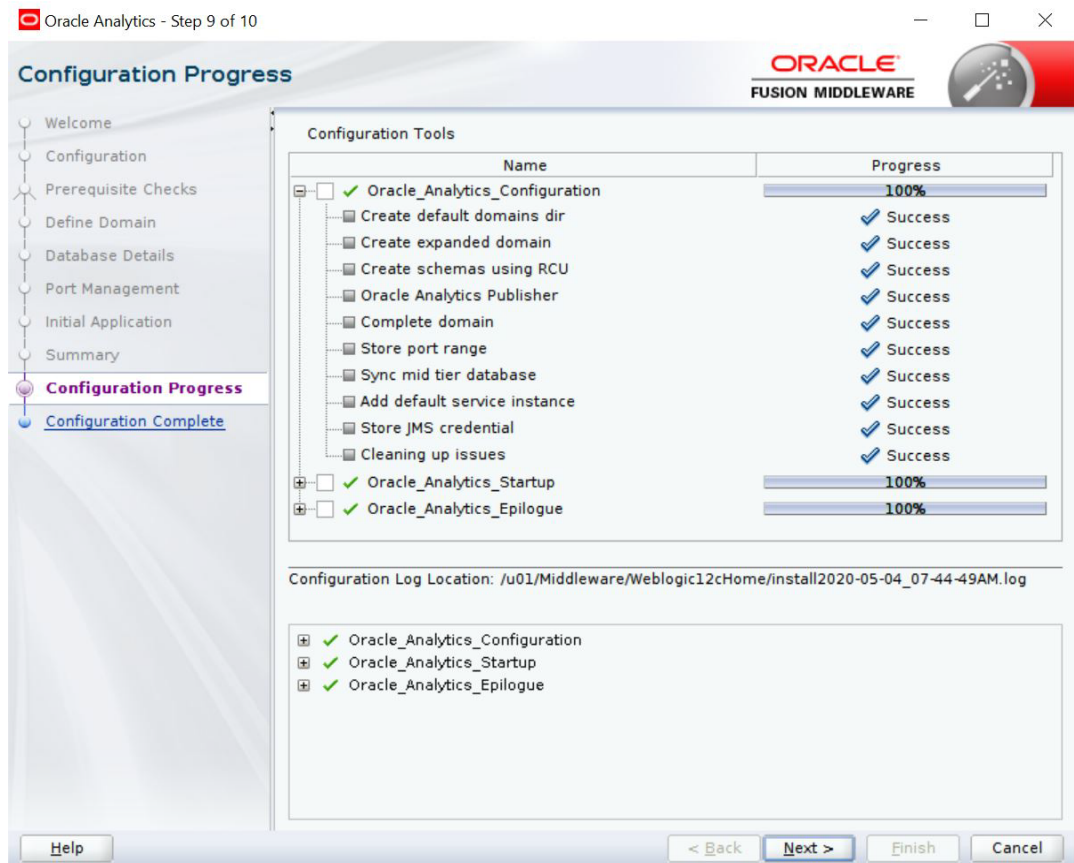 Oracle Analytics - Step 9 of 10
Configuration Progress
ORACLE
FUSION MIDDLEWARE
Welcome
Configuration
Prerequisite Checks
Define Domain
Database Details
Port Management
Initial Application
Summary
Configuration Progress
Configuration Complete
Configuration Tools
Name Progress
Oracle_Analytics_Configuration 100%
Create default domains dir Success
Create expanded domain Success
Create schemas using RCU Success
Oracle Analytics Publisher Success
Complete domain Success
Store port range Success
Sync mid tier database Success
Add default service instance Success
Store JMS credential Success
Cleaning up issues Success
Oracle_Analytics_Startup 100%
Oracle_Analytics_Epilogue 100%
Configuration Log Location: /u01/Middleware/Weblogic12cHome/install2020-05-04_07-44-49AM.log
Oracle_Analytics_Configuration
Oracle_Analytics_Startup
Oracle_Analytics_Epilogue
Help < Back Next > Finish Cancel